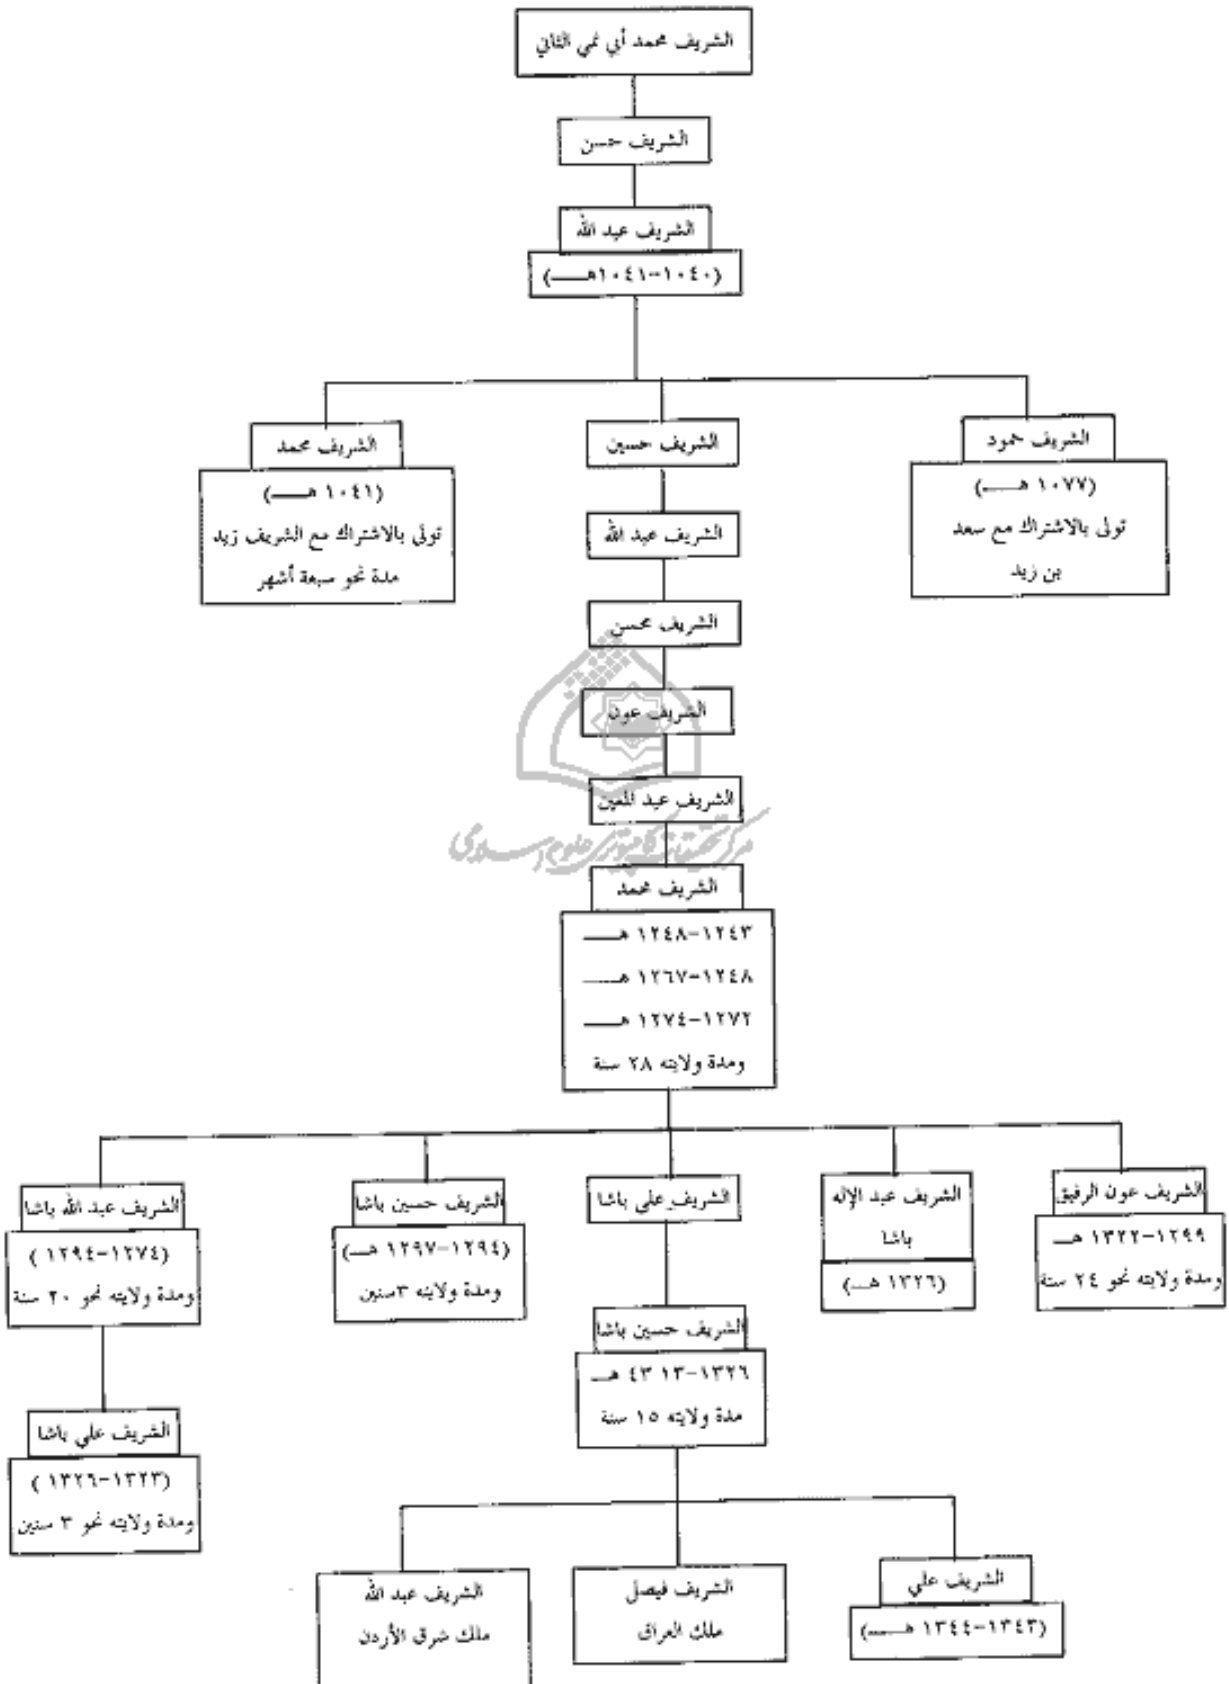 الشريف محمد أبي نمي الثاني
الشريف حسن
الشريف عبد الله
(١٠٤٠-١٠٤١هـ)
الشريف حمود
(١٠٧٧ هـ)
تولى بالاشتراك مع سعد
بن زيد
الشريف حسين
الشريف محمد
(١٠٤١ هـ)
تولى بالاشتراك مع الشريف زيد
مدة نحو سبعة أشهر
الشريف عبد الله
الشريف محسن
الشريف عون
الشريف عبد المعين
مركز تحقیقات کامپیوتری علوم اسلامی
الشريف محمد
١٢٤٣-١٢٤٨ هـ
١٢٤٨-١٢٦٧ هـ
١٢٧٢-١٢٧٤ هـ
ومدة ولايته ٢٨ سنة
الشريف عون الرفيق
١٢٩٩-١٣٢٢ هـ
ومدة ولايته نحو ٢٤ سنة
الشريف عبد الإله
باشا
(١٣٢٦ هـ)
الشريف علي باشا
الشريف حسين باشا
(١٢٩٤-١٢٩٧ هـ)
ومدة ولايته ٣سنين
الشريف عبد الله باشا
(١٢٧٤-١٢٩٤ )
ومدة ولايته نحو ٢٠ سنة
الشريف حسين باشا
١٣٢٦-١٣ ٤٣ هـ
مدة ولايته ١٥ سنة
الشريف علي باشا
(١٣٢٣-١٣٢٦ )
ومدة ولايته نحو ٣ سنين
الشريف علي
(١٣٤٣-١٣٤٤ هـ)
الشريف فيصل
ملك العراق
الشريف عبد الله
ملك شرق الأردن